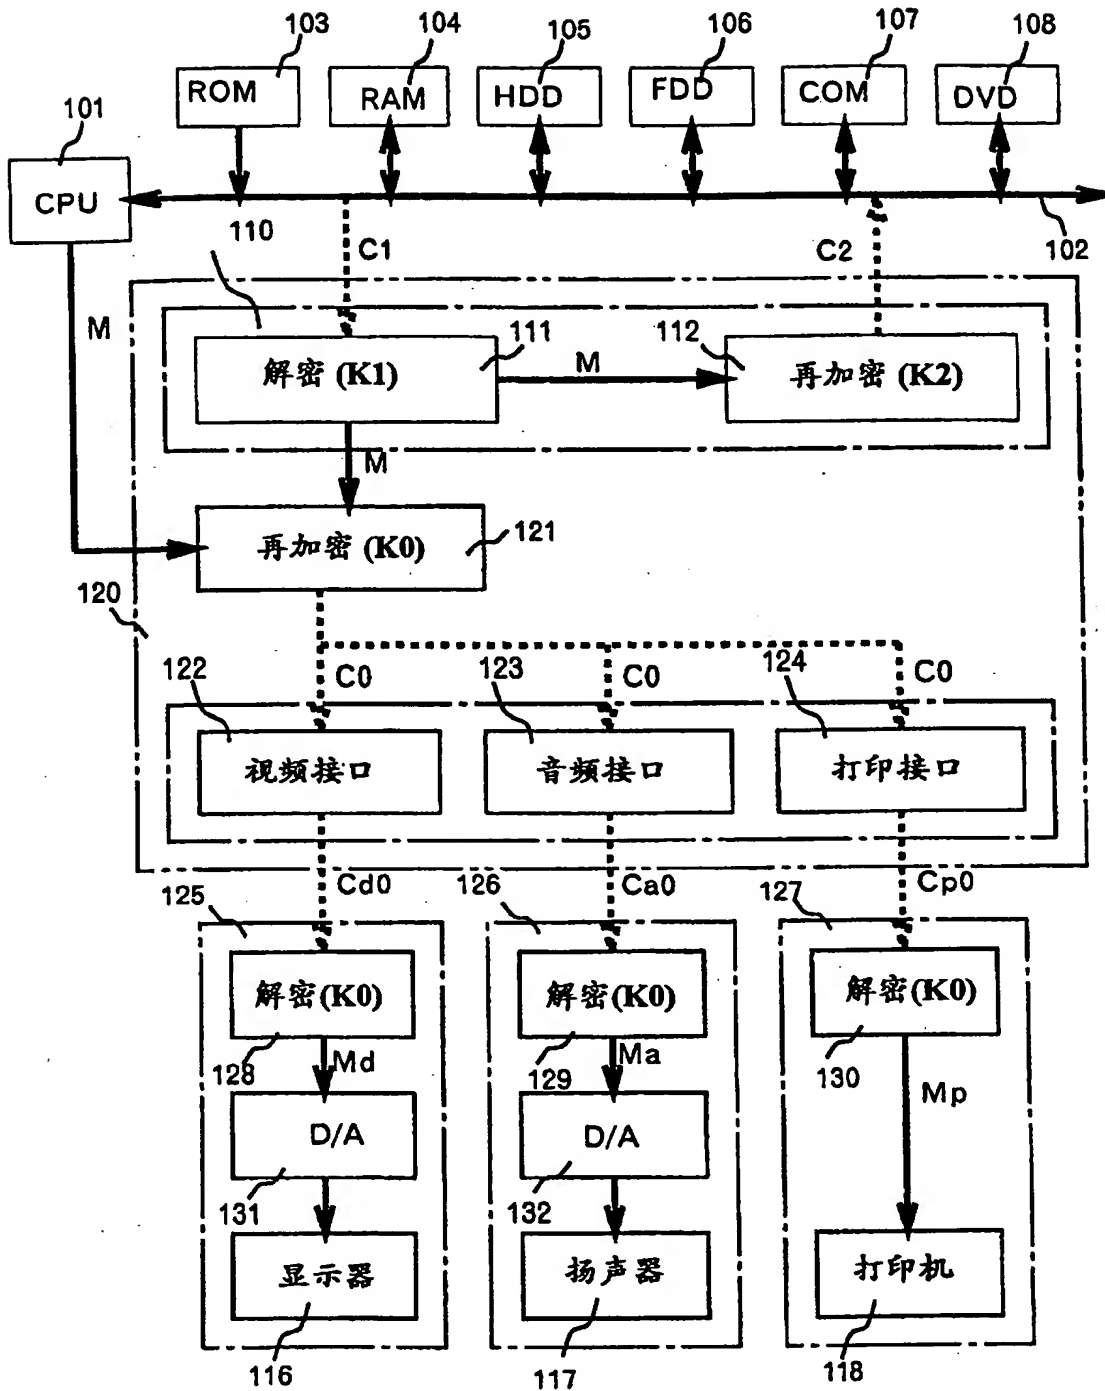 103
104
105
106
107
108
ROM
RAM
HDD
FDD
COM
DVD
101
CPU
102
110
C1
C2
M
111
112
解密(K1)
M
再加密(K2)
M
再加密(K0)
121
120
122
C0
123
C0
124
C0
视频接口
音频接口
打印接口
125
Cd0
126
Ca0
127
Cp0
解密(K0)
解密(K0)
解密(K0)
128
Md
129
Ma
130
Mp
D/A
D/A
131
132
显示器
扬声器
打印机
116
117
118